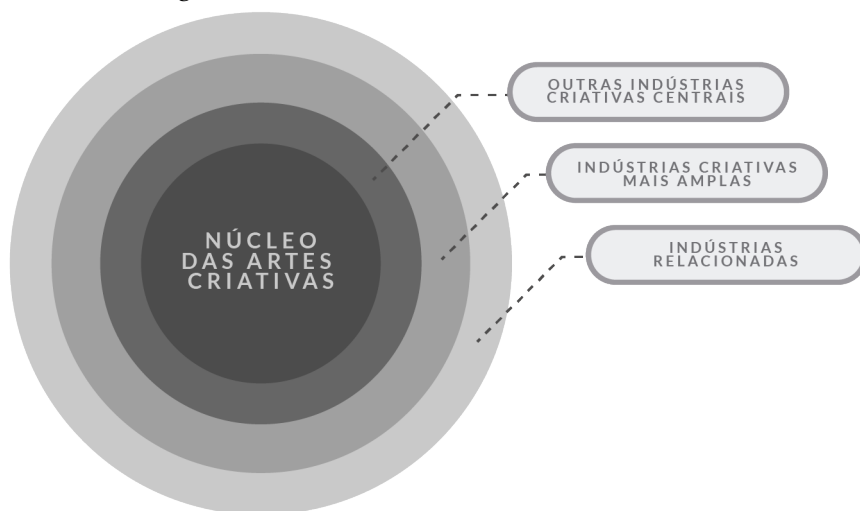 OUTRAS INDÚSTRIAS
CRIATIVAS CENTRAIS
INDÚSTRIAS CRIATIVAS
MAIS AMPLAS
INDÚSTRIAS
RELACIONADAS
NÚCLEO
DAS ARTES
CRIATIVAS